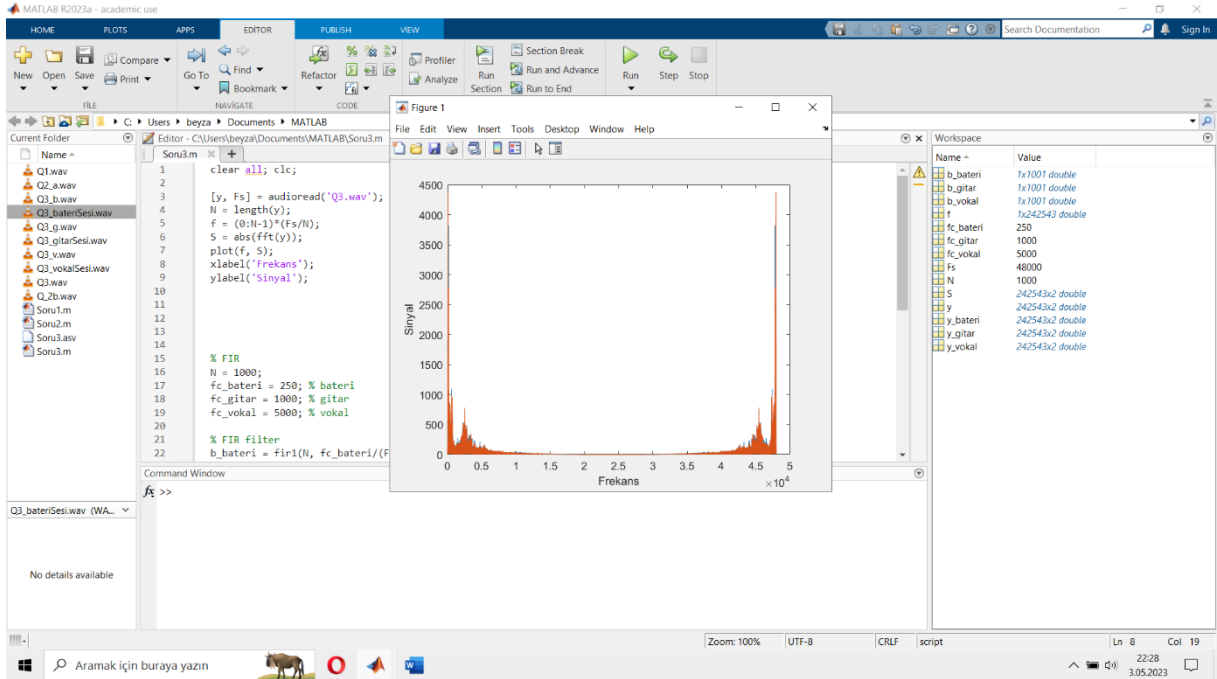 MATLAB R2023a - academic use
HOME PLOTS APPS EDITOR PUBLISH VIEW
Search Documentation
Sign In
New Open Save
Compare
Print
Go To
Find
Bookmark
Refactor
Profiler
Analyze
Run Section
Section Break
Run and Advance
Run to End
Run Step Stop
FILE NAVIGATE CODE
C: Users beyza Documents MATLAB
Current Folder
Name
Q1.wav
Q2_a.wav
Q3_b.wav
Q3_bateriSesi.wav
Q3_g.wav
Q3_gitarSesi.wav
Q3_v.wav
Q3_vokalSesi.wav
Q3.wav
Q_2b.wav
Soru1.m
Soru2.m
Soru3.asv
Soru3.m
Q3_bateriSesi.wav (WA...
No details available
Editor - C:\Users\beyza\Documents\MATLAB\Soru3.m
Soru3.m
1 clear all; clc;
2
3 [y, Fs] = audioread('Q3.wav');
4 N = length(y);
5 f = (0:N-1)*(Fs/N);
6 S = abs(fft(y));
7 plot(f, S);
8 xlabel('Frekans');
9 ylabel('Sinyal');
10
11
12
13
14
15 % FIR
16 N = 1000;
17 fc_bateri = 250; % bateri
18 fc_gitar = 1000; % gitar
19 fc_vokal = 5000; % vokal
20
21 % FIR filter
22 b_bateri = fir1(N, fc_bateri/(F
Command Window
fx >>
Figure 1
File Edit View Insert Tools Desktop Window Help
4500
4000
3500
3000
2500
2000
1500
1000
500
0
Sinyal
0 0.5 1 1.5 2 2.5 3 3.5 4 4.5 5
Frekans
×10^4
Workspace
Name Value
b_bateri 1x1001 double
b_gitar 1x1001 double
b_vokal 1x1001 double
f 1x242543 double
fc_bateri 250
fc_gitar 1000
fc_vokal 5000
Fs 48000
N 1000
S 242543x2 double
y 242543x2 double
y_bateri 242543x2 double
y_gitar 242543x2 double
y_vokal 242543x2 double
Zoom: 100% UTF-8 CRLF script Ln 8 Col 19
Aramak için buraya yazın
22:28
3.05.2023